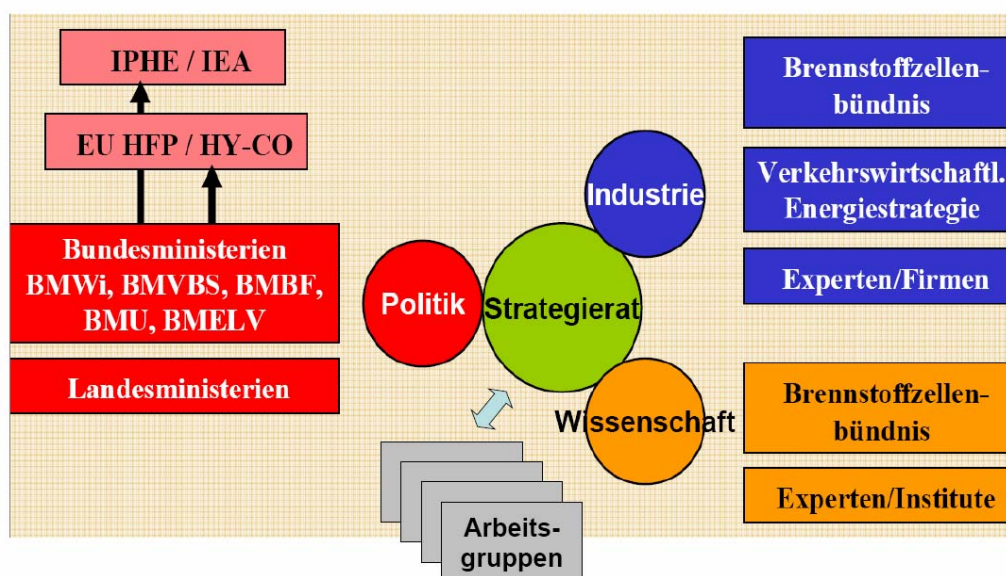 IPHE / IEA
EU HFP / HY-CO
Bundesministerien
BMWi, BMVBS, BMBF,
BMU, BMELV
Landesministerien
Politik
Strategierat
Industrie
Wissenschaft
Arbeits-
gruppen
Brennstoffzellen-
bündnis
Verkehrswirtschaftl.
Energiestrategie
Experten/Firmen
Brennstoffzellen-
bündnis
Experten/Institute